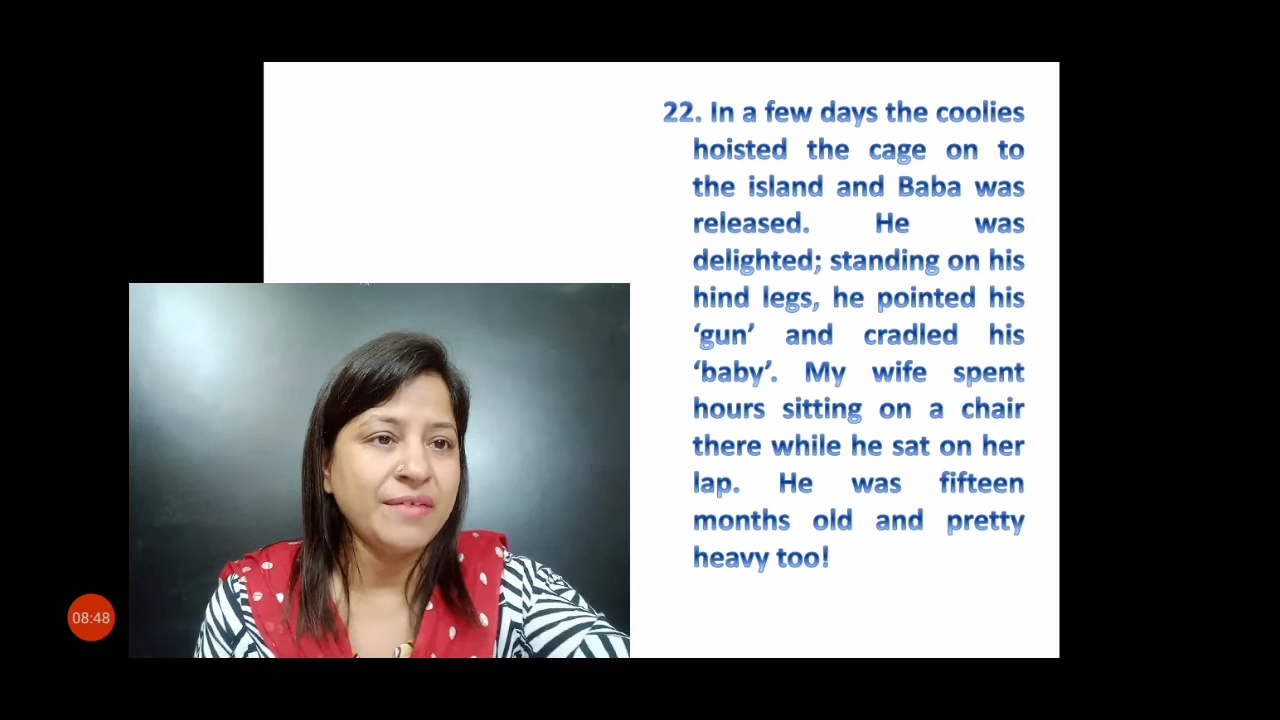 22. In a few days the coolies
hoisted the cage on to
the island and Baba was
released. He was
delighted; standing on his
hind legs, he pointed his
‘gun’ and cradled his
‘baby’. My wife spent
hours sitting on a chair
there while he sat on her
lap. He was fifteen
months old and pretty
heavy too!
08:48